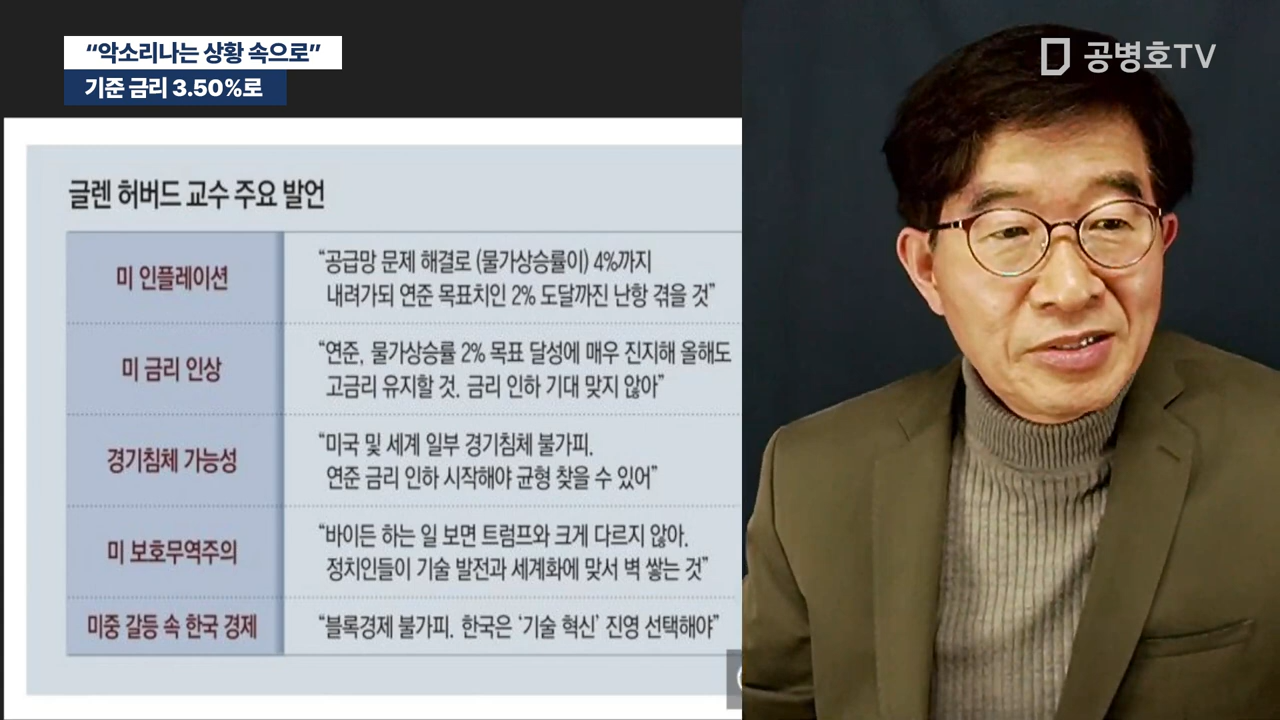 “악소리나는 상황 속으로”
기준 금리 3.50%로
공병호TV
글렌 허버드 교수 주요 발언
미 인플레이션
“공급망 문제 해결로 (물가상승률이) 4%까지
내려가되 연준 목표치인 2% 도달까진 난항 겪을 것”
미 금리 인상
“연준, 물가상승률 2% 목표 달성에 매우 진지해 올해도
고금리 유지할 것. 금리 인하 기대 맞지 않아”
경기침체 가능성
“미국 및 세계 일부 경기침체 불가피.
연준 금리 인하 시작해야 균형 찾을 수 있어”
미 보호무역주의
“바이든 하는 일 보면 트럼프와 크게 다르지 않아.
정치인들이 기술 발전과 세계화에 맞서 벽 쌓는 것”
미중 갈등 속 한국 경제
“블록경제 불가피. 한국은 ‘기술 혁신’ 진영 선택해야”